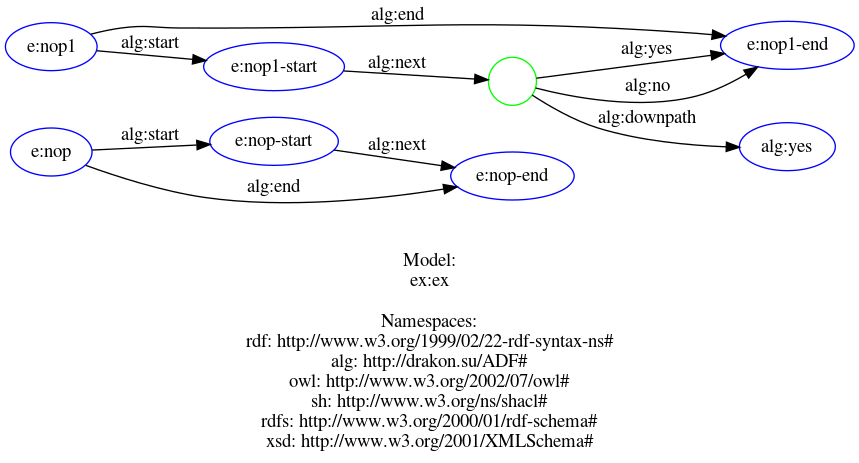 alg:end
e:nop1
alg:start
e:nop1-start
alg:next
alg:yes
e:nop1-end
alg:no
alg:downpath
alg:yes
e:nop
alg:start
e:nop-start
alg:next
e:nop-end
alg:end
Model:
ex:ex
Namespaces:
rdf: http://www.w3.org/1999/02/22-rdf-syntax-ns#
alg: http://drakon.su/ADF#
owl: http://www.w3.org/2002/07/owl#
sh: http://www.w3.org/ns/shacl#
rdfs: http://www.w3.org/2000/01/rdf-schema#
xsd: http://www.w3.org/2001/XMLSchema#